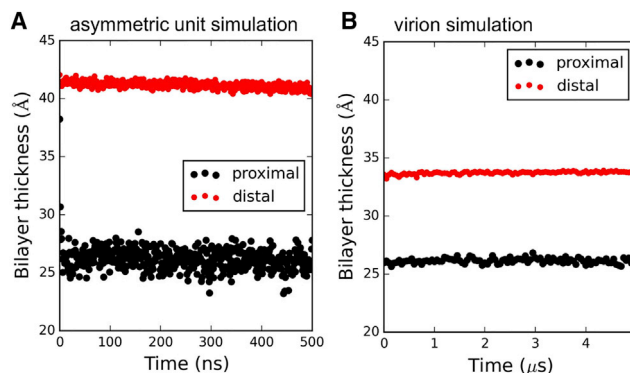 A asymmetric unit simulation
Bilayer thickness (Å)
45
40
35
30
25
20
proximal
distal
0 100 200 300 400 500
Time (ns)
B virion simulation
Bilayer thickness (Å)
45
40
35
30
25
20
proximal
distal
0 1 2 3 4
Time (μs)